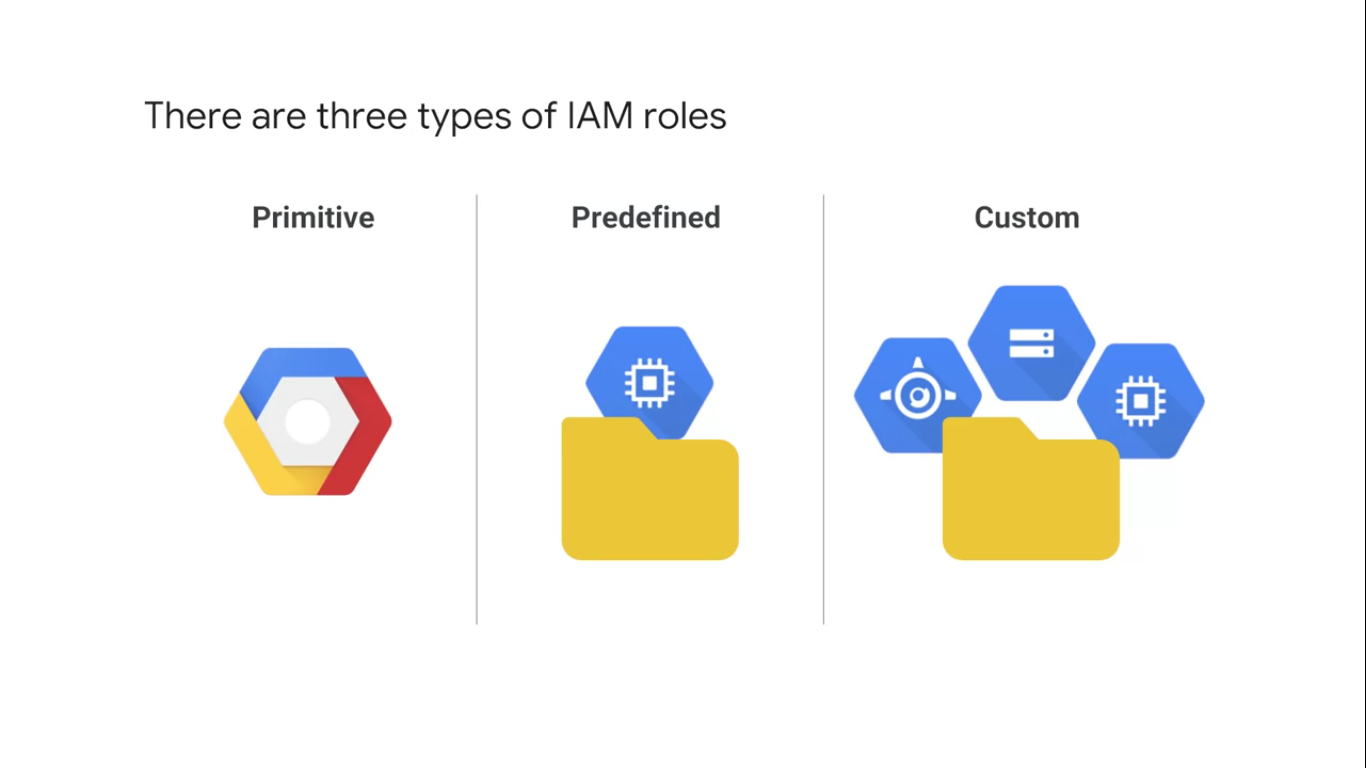 There are three types of IAM roles
Primitive
Predefined
Custom